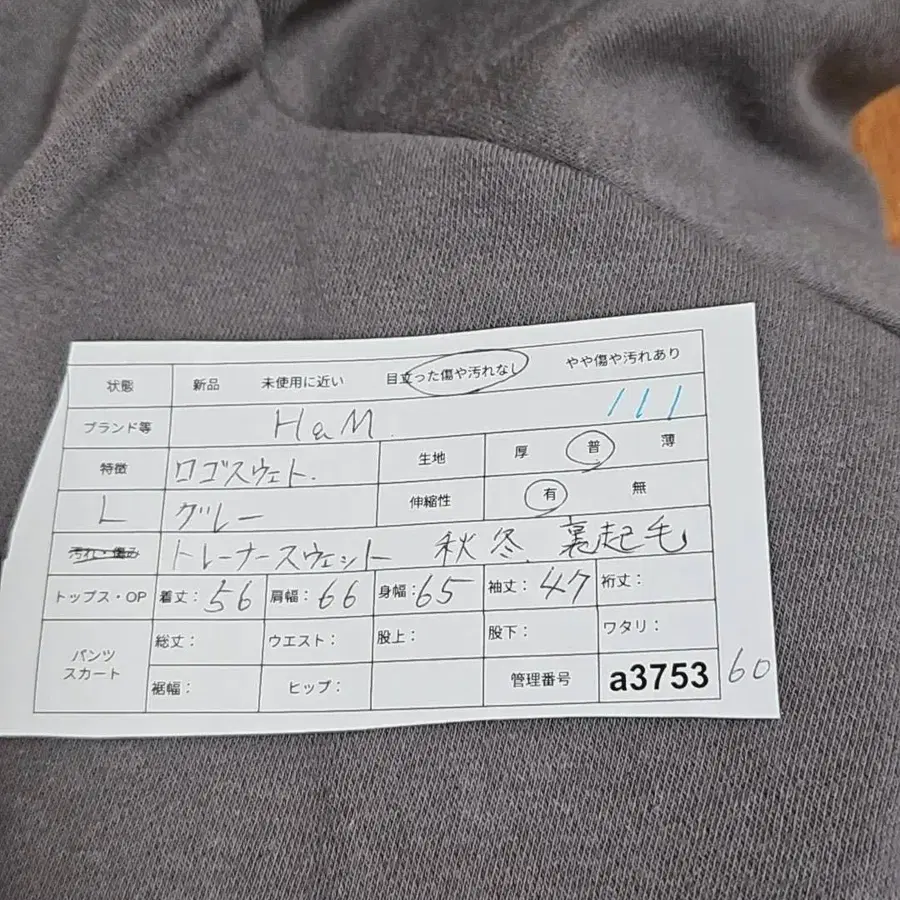 状態 新品 未使用に近い 目立った傷や汚れなし やや傷や汚れあり
ブランド等 H&M. 111
特徴 ロゴスウェト. 生地 厚 普 薄
L グレー 伸縮性 有 無
汚れ・傷み トレーナースウェット 秋冬. 裏起毛
トップス・OP 着丈:56 肩幅:66 身幅:65 袖丈:47 裄丈:
パンツ スカート 総丈: ウエスト: 股上: 股下: ワタリ:
裾幅: ヒップ: 管理番号 a3753 60